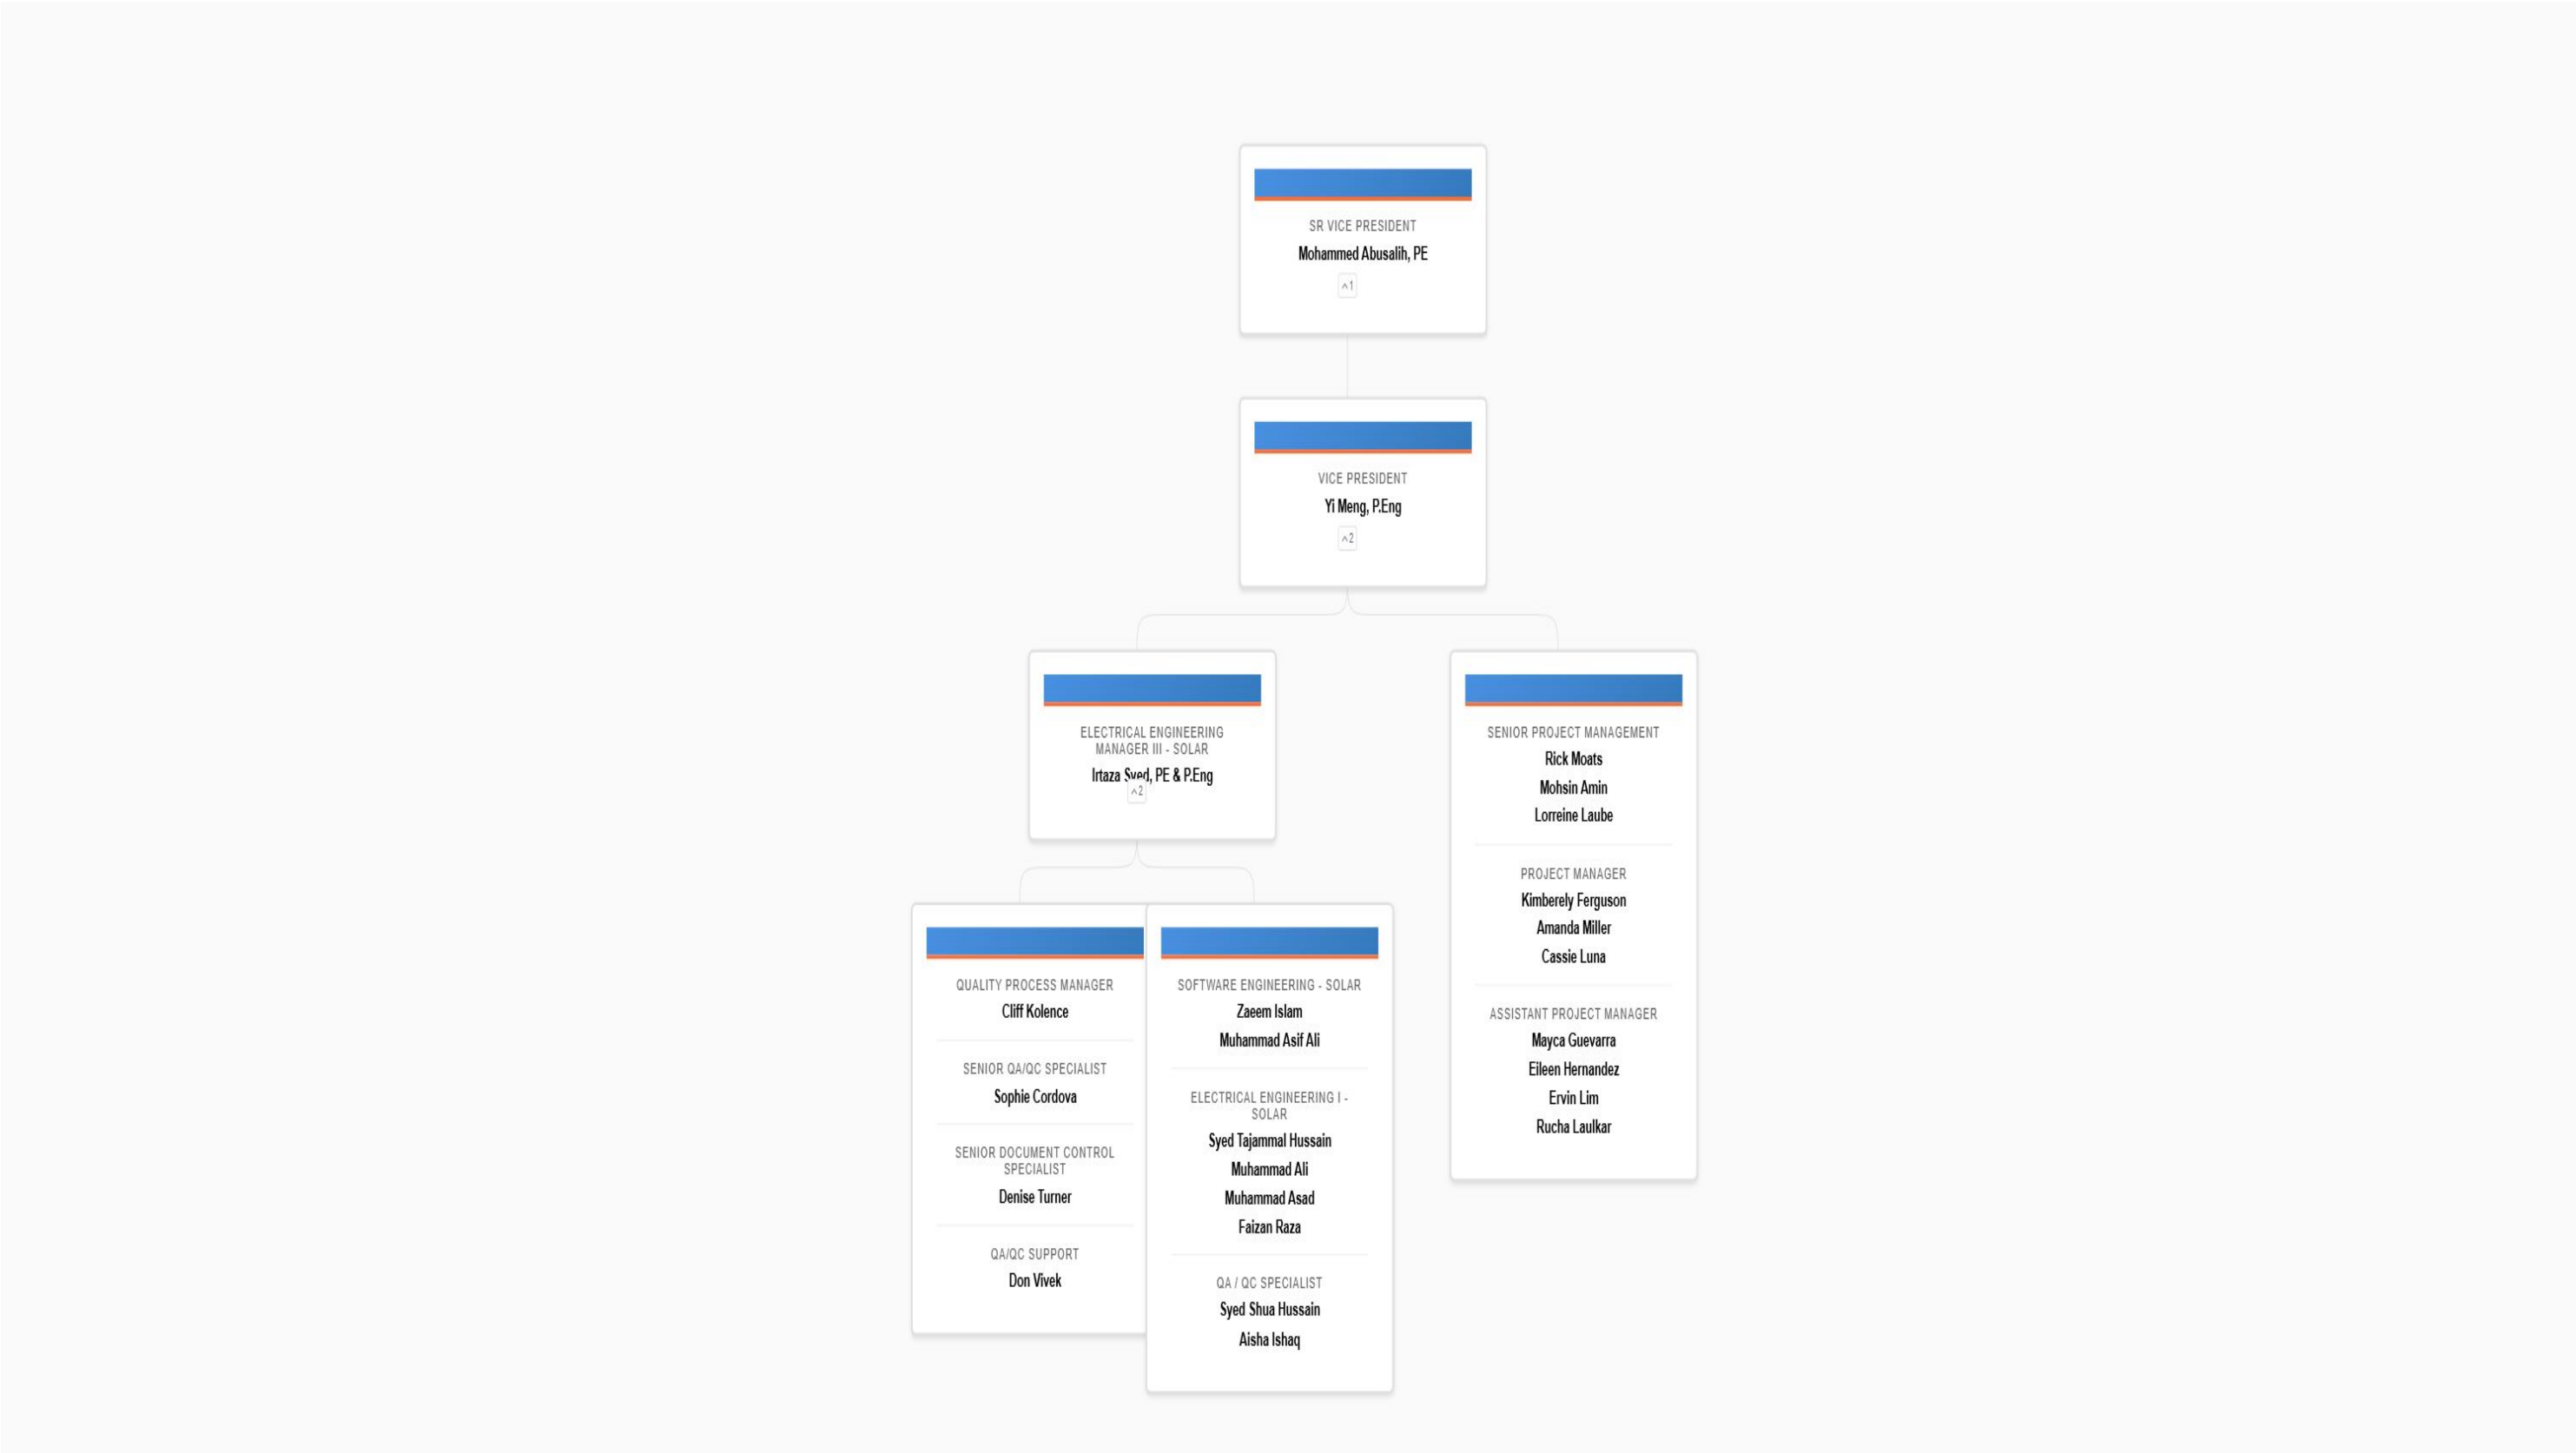 SR VICE PRESIDENT
Mohammed Abusalih, PE
^1
VICE PRESIDENT
Yi Meng, P.Eng
^2
ELECTRICAL ENGINEERING
MANAGER III - SOLAR
Irtaza Syed, PE & P.Eng
^2
QUALITY PROCESS MANAGER
Cliff Kolence
SENIOR QA/QC SPECIALIST
Sophie Cordova
SENIOR DOCUMENT CONTROL
SPECIALIST
Denise Turner
QA/QC SUPPORT
Don Vivek
SOFTWARE ENGINEERING - SOLAR
Zaeem Islam
Muhammad Asif Ali
ELECTRICAL ENGINEERING I -
SOLAR
Syed Tajammal Hussain
Muhammad Ali
Muhammad Asad
Faizan Raza
QA / QC SPECIALIST
Syed Shua Hussain
Aisha Ishaq
SENIOR PROJECT MANAGEMENT
Rick Moats
Mohsin Amin
Lorreine Laube
PROJECT MANAGER
Kimberely Ferguson
Amanda Miller
Cassie Luna
ASSISTANT PROJECT MANAGER
Mayca Guevarra
Eileen Hernandez
Ervin Lim
Rucha Laulkar